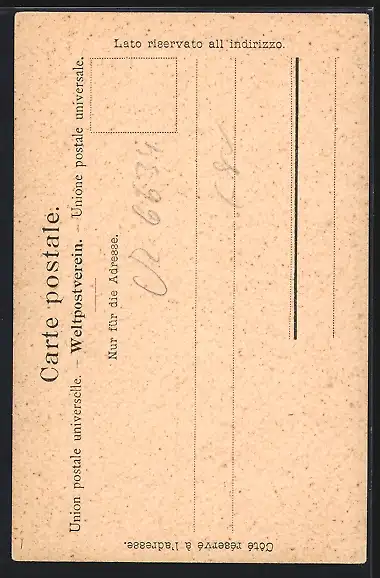 Carte postale.
Union postale universelle. – Weltpostverein. – Unione postale universale.
Nur für die Adresse.
Lato riservato all' indirizzo.
Côté réservé à l'adresse.
6634